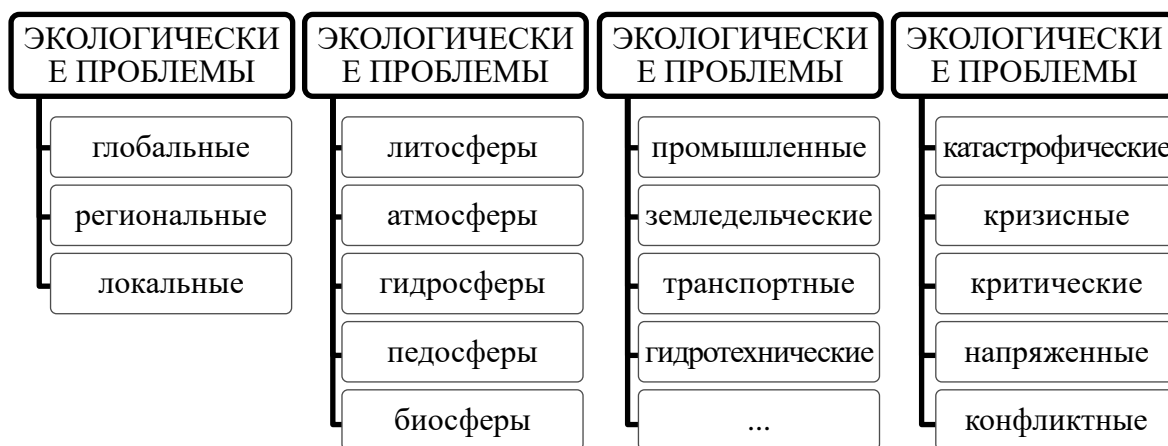 ЭКОЛОГИЧЕСКИ
Е ПРОБЛЕМЫ
глобальные
региональные
локальные
ЭКОЛОГИЧЕСКИ
Е ПРОБЛЕМЫ
литосферы
атмосферы
гидросферы
педосферы
биосферы
ЭКОЛОГИЧЕСКИ
Е ПРОБЛЕМЫ
промышленные
земледельческие
транспортные
гидротехнические
...
ЭКОЛОГИЧЕСКИ
Е ПРОБЛЕМЫ
катастрофические
кризисные
критические
напряженные
конфликтные